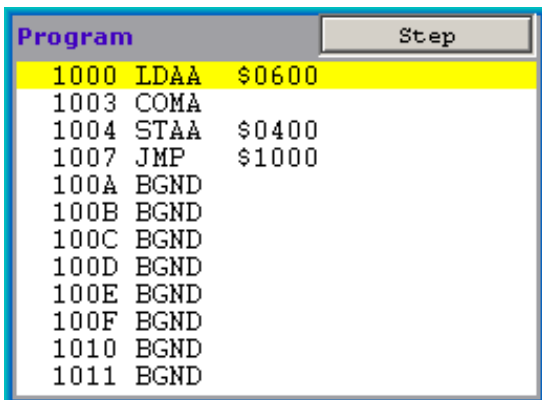 Program Step
1000 LDAA $0600
1003 COMA
1004 STAA $0400
1007 JMP $1000
100A BGND
100B BGND
100C BGND
100D BGND
100E BGND
100F BGND
1010 BGND
1011 BGND